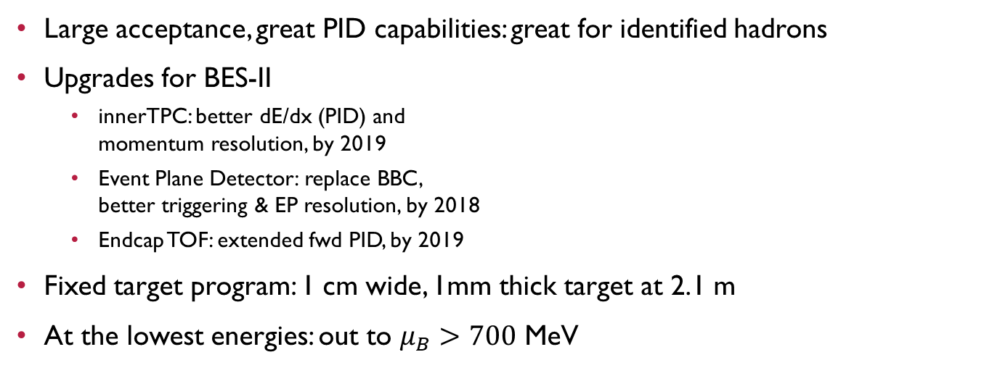 • Large acceptance, great PID capabilities: great for identified hadrons
• Upgrades for BES-II
• innerTPC: better dE/dx (PID) and
momentum resolution, by 2019
• Event Plane Detector: replace BBC,
better triggering & EP resolution, by 2018
• Endcap TOF: extended fwd PID, by 2019
• Fixed target program: 1 cm wide, 1mm thick target at 2.1 m
• At the lowest energies: out to μ_B > 700 MeV